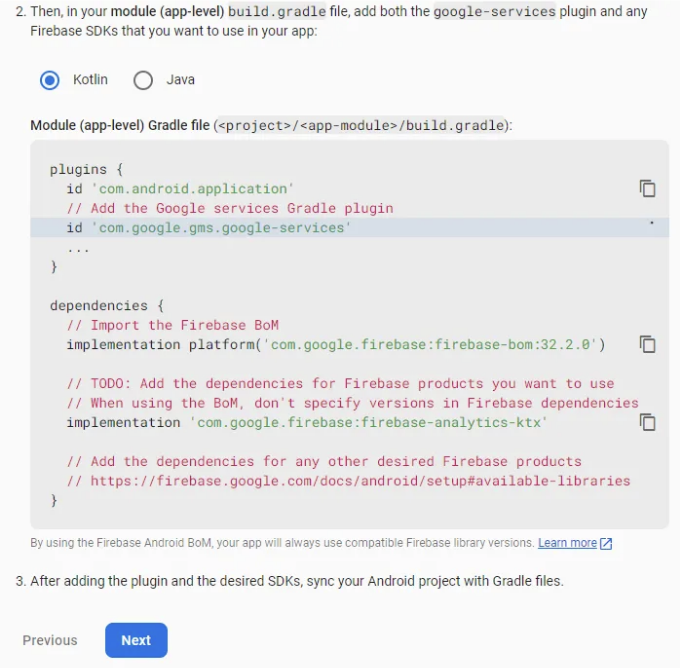 2. Then, in your module (app-level) build.gradle file, add both the google-services plugin and any
Firebase SDKs that you want to use in your app:
Kotlin Java
Module (app-level) Gradle file (<project>/<app-module>/build.gradle):
plugins {
id 'com.android.application'
// Add the Google services Gradle plugin
id 'com.google.gms.google-services'
...
}
dependencies {
// Import the Firebase BoM
implementation platform('com.google.firebase:firebase-bom:32.2.0')
// TODO: Add the dependencies for Firebase products you want to use
// When using the BoM, don't specify versions in Firebase dependencies
implementation 'com.google.firebase:firebase-analytics-ktx'
// Add the dependencies for any other desired Firebase products
// https://firebase.google.com/docs/android/setup#available-libraries
}
By using the Firebase Android BoM, your app will always use compatible Firebase library versions. Learn more
3. After adding the plugin and the desired SDKs, sync your Android project with Gradle files.
Previous Next